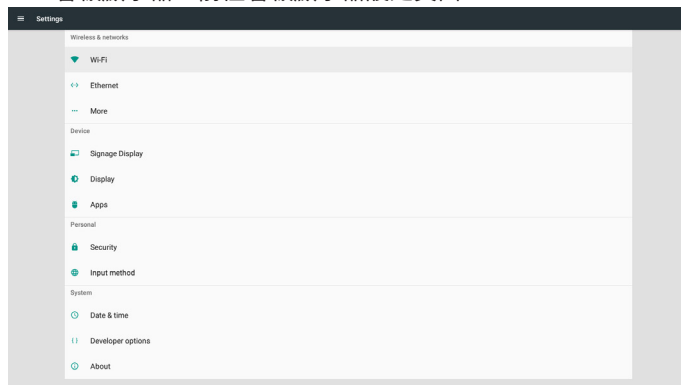 Settings
Wireless & networks
Wi-Fi
Ethernet
More
Device
Signage Display
Display
Apps
Personal
Security
Input method
System
Date & time
Developer options
About